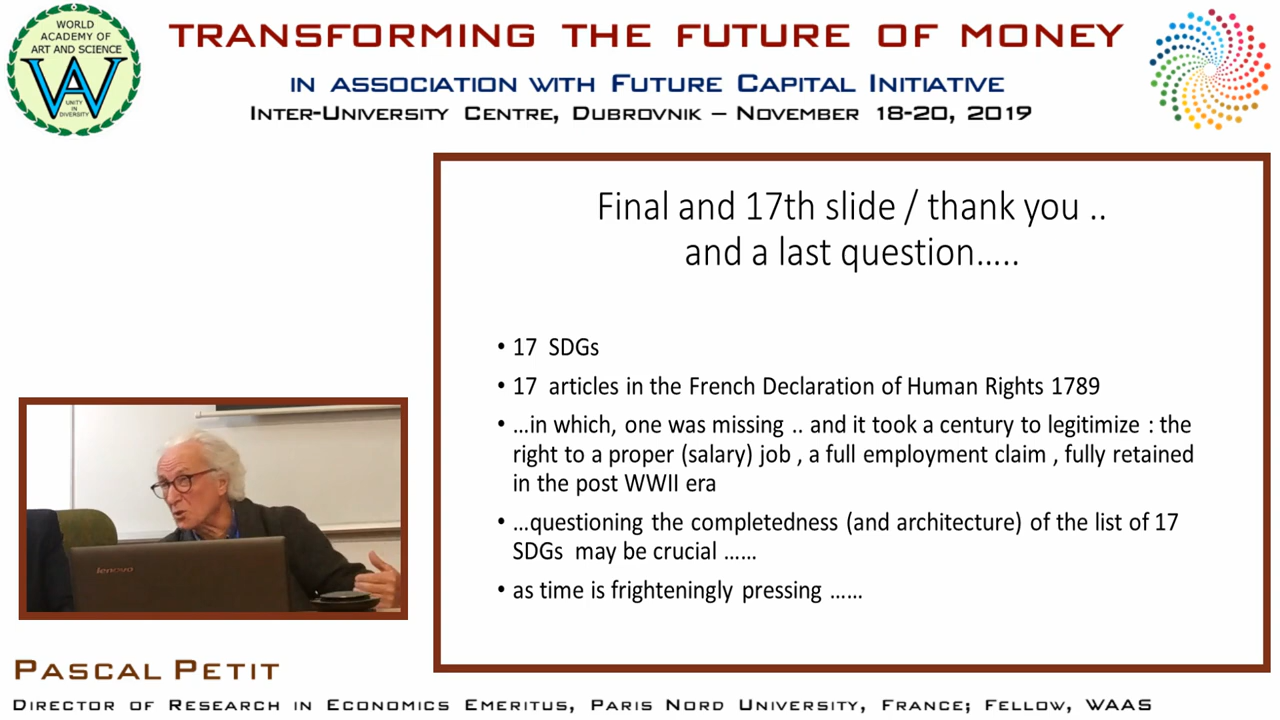 WORLD
ACADEMY OF
ART AND SCIENCE
WA
UNITY
IN
DIVERSITY
TRANSFORMING THE FUTURE OF MONEY
IN ASSOCIATION WITH FUTURE CAPITAL INITIATIVE
INTER-UNIVERSITY CENTRE, DUBROVNIK – NOVEMBER 18-20, 2019
Final and 17th slide / thank you ..
and a last question.....
• 17 SDGs
• 17 articles in the French Declaration of Human Rights 1789
• ...in which, one was missing .. and it took a century to legitimize : the
right to a proper (salary) job , a full employment claim , fully retained
in the post WWII era
• ...questioning the completedness (and architecture) of the list of 17
SDGs may be crucial ......
• as time is frighteningly pressing ......
lenovo
PASCAL PETIT
DIRECTOR OF RESEARCH IN ECONOMICS EMERITUS, PARIS NORD UNIVERSITY, FRANCE; FELLOW, WAAS